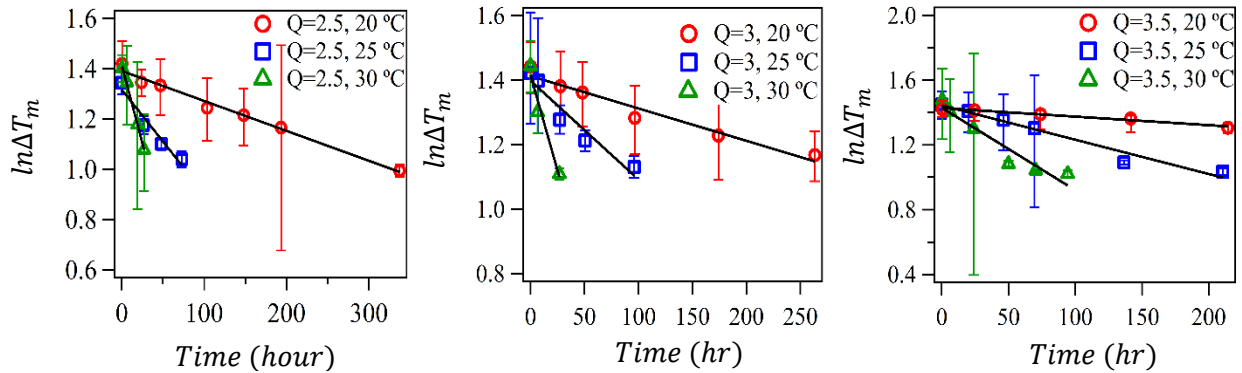 1.6
1.4
1.2
1.0
0.8
0.6
lnΔTm
Q=2.5, 20 ºC
Q=2.5, 25 ºC
Q=2.5, 30 ºC
0 100 200 300
Time (hour)
1.6
1.4
1.2
1.0
0.8
lnΔTm
Q=3, 20 ºC
Q=3, 25 ºC
Q=3, 30 ºC
0 50 100 150 200 250
Time (hr)
2.0
1.6
1.2
0.8
0.4
lnΔTm
Q=3.5, 20 ºC
Q=3.5, 25 ºC
Q=3.5, 30 ºC
0 50 100 150 200
Time (hr)